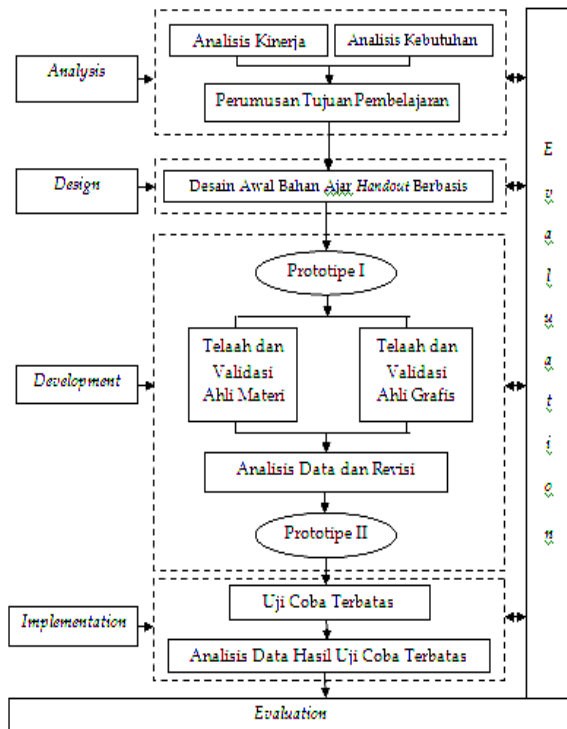 Analisis Kinerja
Analisis Kebutuhan
Analysis
Perumusan Tujuan Pembelajaran
Design
Desain Awal Bahan Ajar Handout Berbasis
Prototipe I
Telaah dan
Validasi
Ahli Materi
Telaah dan
Validasi
Ahli Grafis
Development
Analisis Data dan Revisi
Prototipe II
Implementation
Uji Coba Terbatas
Analisis Data Hasil Uji Coba Terbatas
E
v
a
l
u
a
t
i
o
n
Evaluation